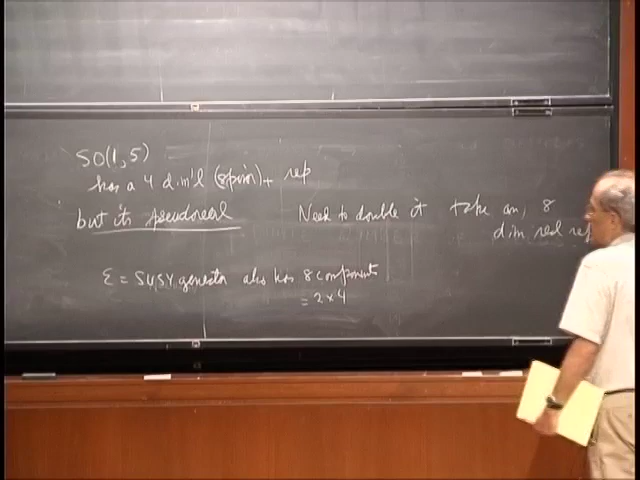 SO(1,5)
has a 4 dim'l (spin)+ rep
but its pseudoreal Need to double it take an, 8
dim real rep
ε = SUSY generator also has 8 components
= 2 × 4